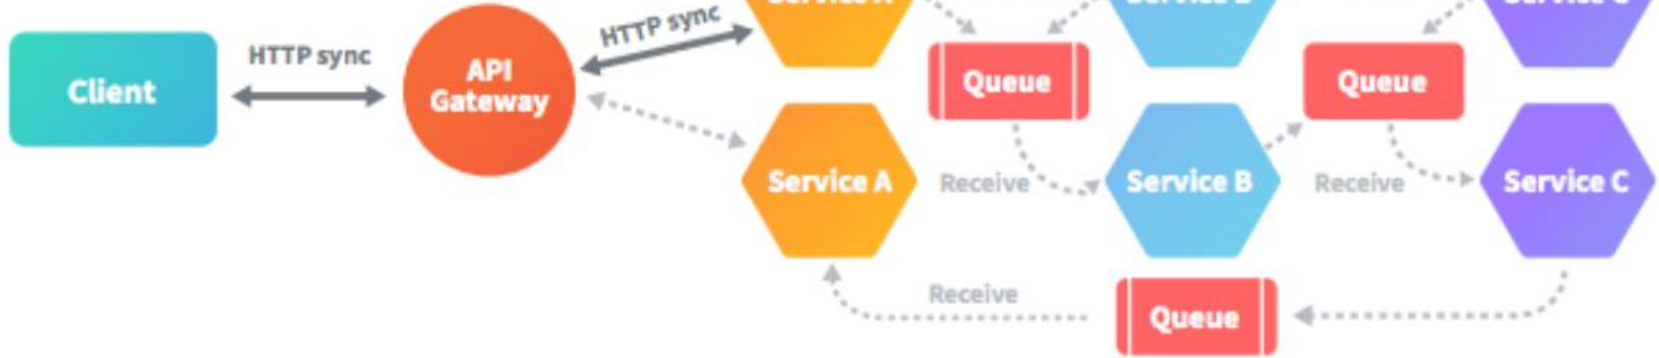 HTTP sync
HTTP sync
Client
API
Gateway
Queue
Queue
Service A
Receive
Service B
Receive
Service C
Receive
Queue